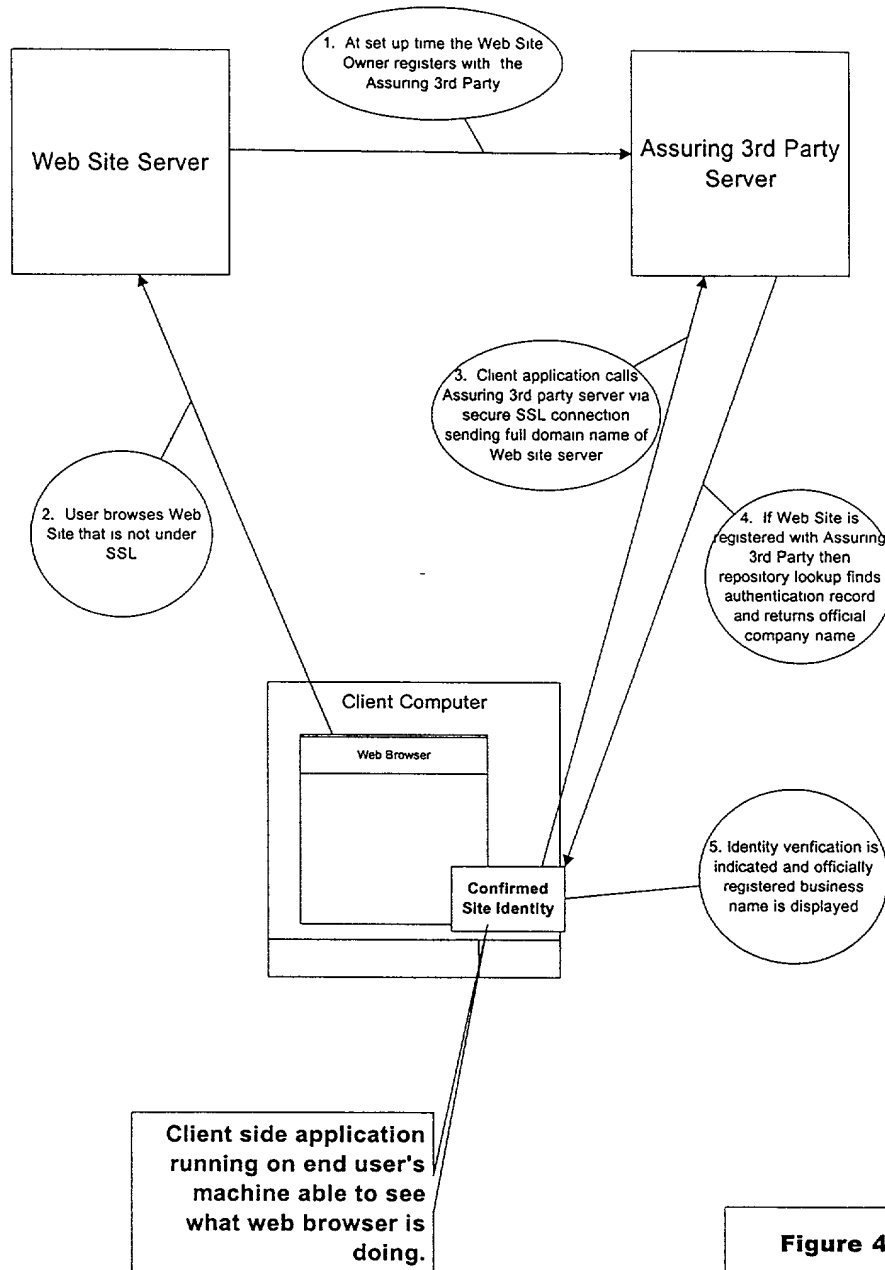 1. At set up time the Web Site
Owner registers with the
Assuring 3rd Party
Web Site Server
Assuring 3rd Party
Server
3. Client application calls
Assuring 3rd party server via
secure SSL connection
sending full domain name of
Web site server
2. User browses Web
Site that is not under
SSL
4. If Web Site is
registered with Assuring
3rd Party then
repository lookup finds
authentication record
and returns official
company name
Client Computer
Web Browser
Confirmed
Site Identity
5. Identity verification is
indicated and officially
registered business
name is displayed
Client side application
running on end user's
machine able to see
what web browser is
doing.
Figure 4